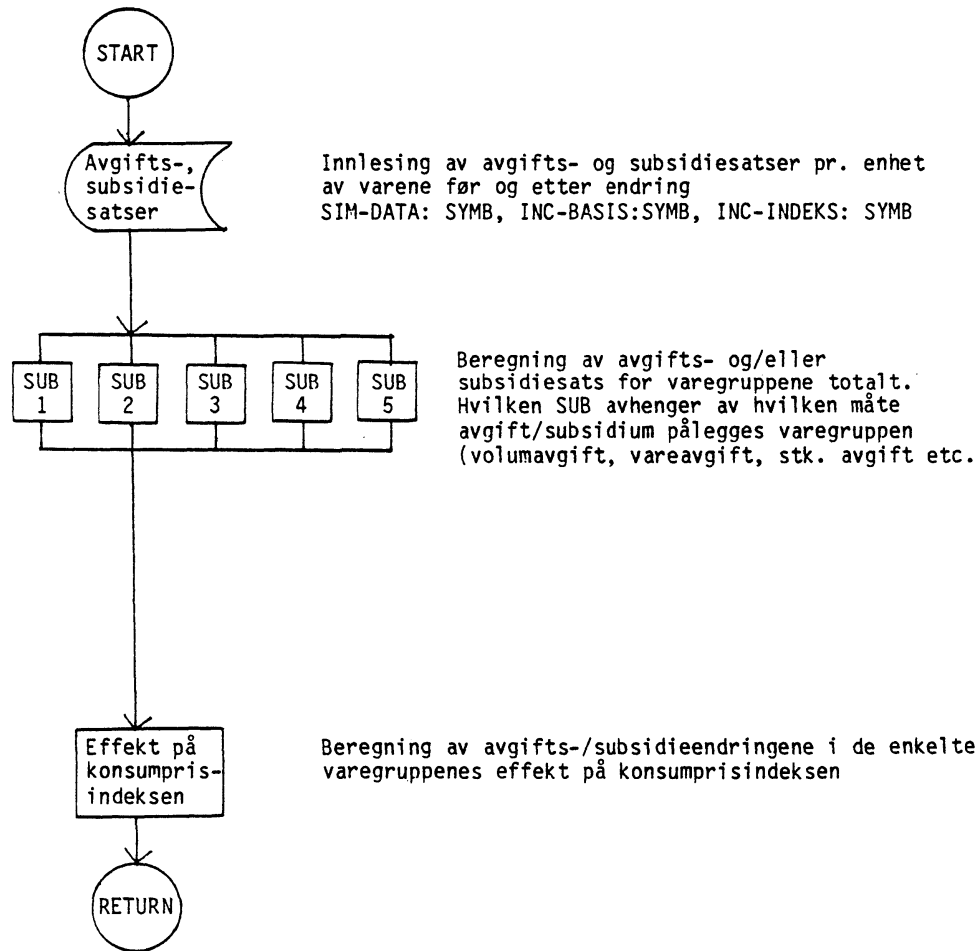 START
Avgifts-,
subsidie-
satser
Innlesing av avgifts- og subsidiesatser pr. enhet
av varene før og etter endring
SIM-DATA: SYMB, INC-BASIS:SYMB, INC-INDEKS: SYMB
SUB
1
SUB
2
SUB
3
SUB
4
SUB
5
Beregning av avgifts- og/eller
subsidiesats for varegruppene totalt.
Hvilken SUB avhenger av hvilken måte
avgift/subsidium pålegges varegruppen
(volumavgift, vareavgift, stk. avgift etc.
Effekt på
konsumpris-
indeksen
Beregning av avgifts-/subsidieendringene i de enkelte
varegruppenes effekt på konsumprisindeksen
RETURN